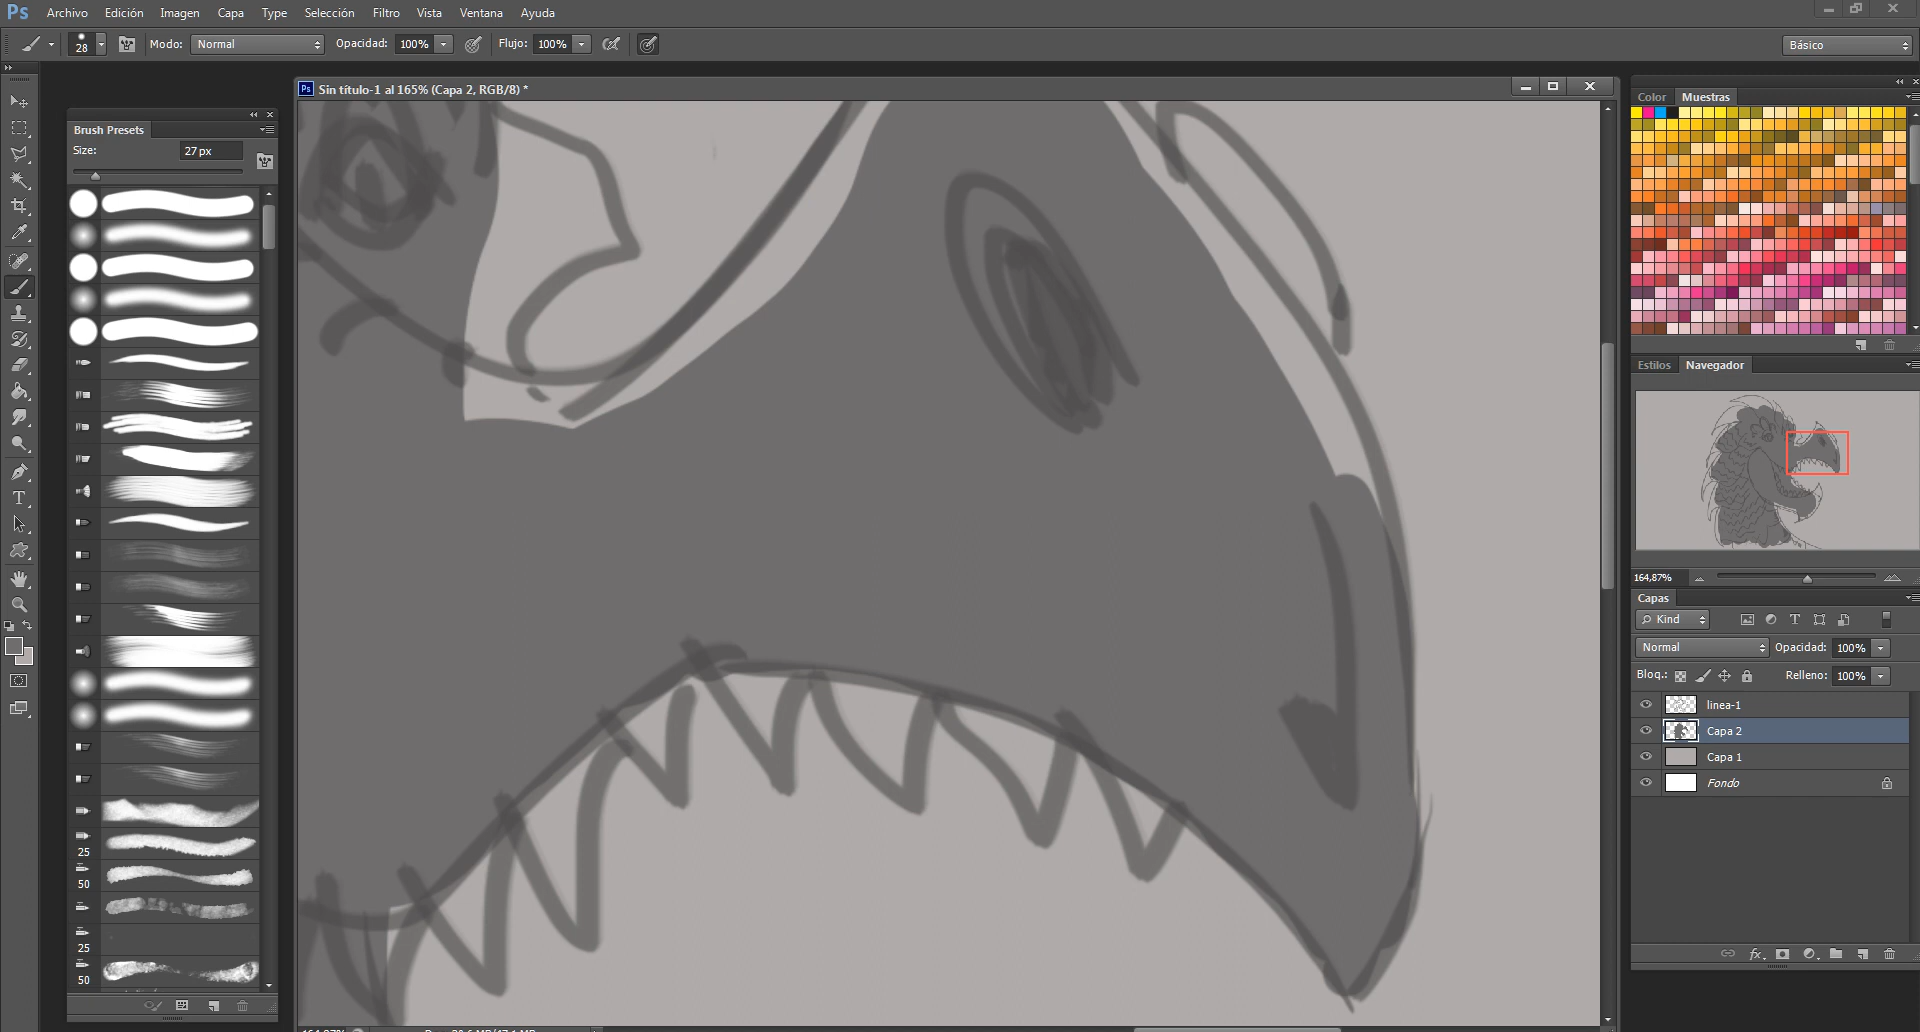 Ps Archivo Edición Imagen Capa Type Selección Filtro Vista Ventana Ayuda
28 Modo: Normal Opacidad: 100% Flujo: 100% Básico
Ps Sin título-1 al 165% (Capa 2, RGB/8) *
Brush Presets
Size: 27 px
25
50
25
50
Color Muestras
Estilos Navegador
164,87%
Capas
Kind
Normal Opacidad: 100%
Bloq.: Relleno: 100%
linea-1
Capa 2
Capa 1
Fondo
fx